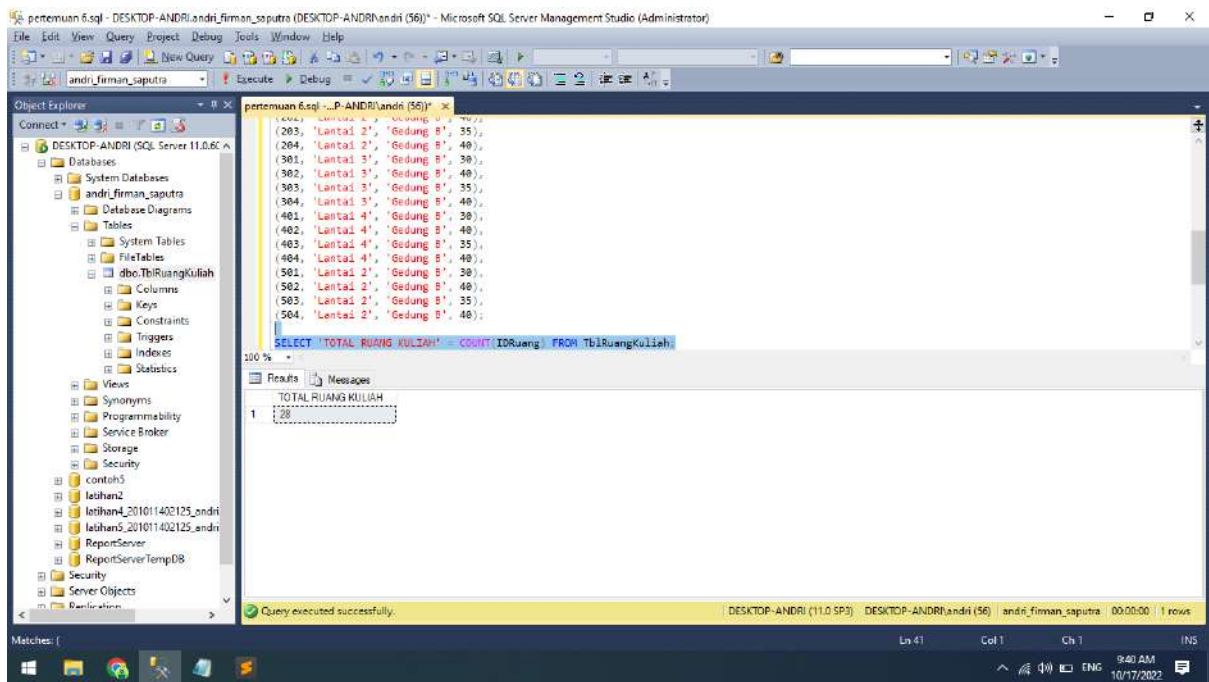 pertemuan 6.sql - DESKTOP-ANDRI.andri_firman_saputra (DESKTOP-ANDRI\andri (56))* - Microsoft SQL Server Management Studio (Administrator)
File Edit View Query Project Debug Tools Window Help
New Query
andri_firman_saputra Execute Debug
Object Explorer
Connect
DESKTOP-ANDRI (SQL Server 11.0.60
Databases
System Databases
andri_firman_saputra
Database Diagrams
Tables
System Tables
FileTables
dbo.TblRuangKuliah
Columns
Keys
Constraints
Triggers
Indexes
Statistics
Views
Synonyms
Programmability
Service Broker
Storage
Security
contoh5
latihan2
latihan4_201011402125_andri
latihan5_201011402125_andri
ReportServer
ReportServerTempDB
Security
Server Objects
Replication
pertemuan 6.sql -...P-ANDRI\andri (56))*
(202, 'Lantai 2', 'Gedung B', 40),
(203, 'Lantai 2', 'Gedung B', 35),
(204, 'Lantai 2', 'Gedung B', 40),
(301, 'Lantai 3', 'Gedung B', 30),
(302, 'Lantai 3', 'Gedung B', 40),
(303, 'Lantai 3', 'Gedung B', 35),
(304, 'Lantai 3', 'Gedung B', 40),
(401, 'Lantai 4', 'Gedung B', 30),
(402, 'Lantai 4', 'Gedung B', 40),
(403, 'Lantai 4', 'Gedung B', 35),
(404, 'Lantai 4', 'Gedung B', 40),
(501, 'Lantai 2', 'Gedung B', 30),
(502, 'Lantai 2', 'Gedung B', 40),
(503, 'Lantai 2', 'Gedung B', 35),
(504, 'Lantai 2', 'Gedung B', 40);
SELECT 'TOTAL RUANG KULIAH' = COUNT(IDRuang) FROM TblRuangKuliah;
100 %
Results Messages
TOTAL RUANG KULIAH
1 28
Query executed successfully. DESKTOP-ANDRI (11.0 SP3) DESKTOP-ANDRI\andri (56) andri_firman_saputra 00:00:00 1 rows
Matches: ( Ln 41 Col 1 Ch 1 INS
ENG 9:40 AM
10/17/2022